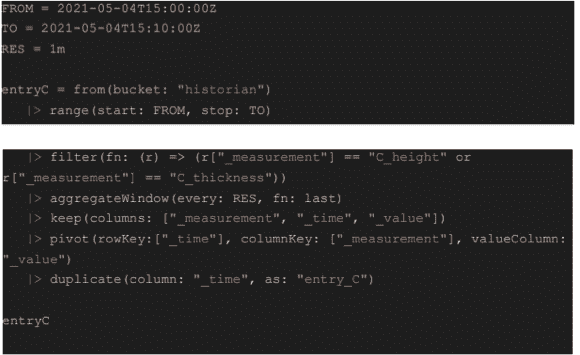 FROM = 2021-05-04T15:00:00Z
TO = 2021-05-04T15:10:00Z
RES = 1m
entryC = from(bucket: "historian")
|> range(start: FROM, stop: TO)
|> filter(fn: (r) => (r["_measurement"] == "C_height" or
r["_measurement"] == "C_thickness"))
|> aggregateWindow(every: RES, fn: last)
|> keep(columns: ["_measurement", "_time", "_value"])
|> pivot(rowKey:["_time"], columnKey: ["_measurement"], valueColumn:
"_value")
|> duplicate(column: "_time", as: "entry_C")
entryC